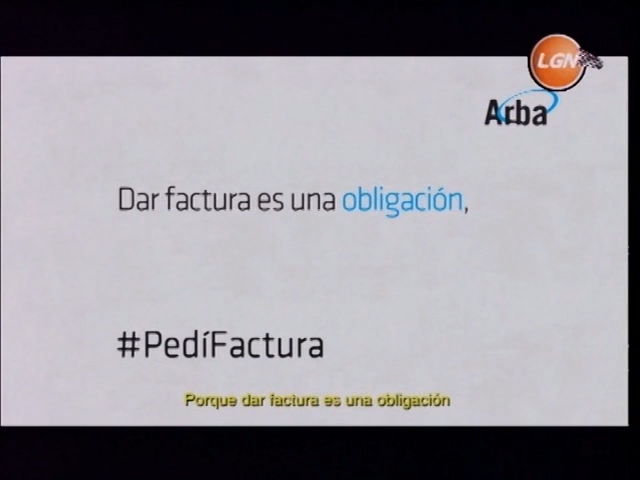 LGN
Arba
Dar factura es una obligación,
#PedíFactura
Porque dar factura es una obligación